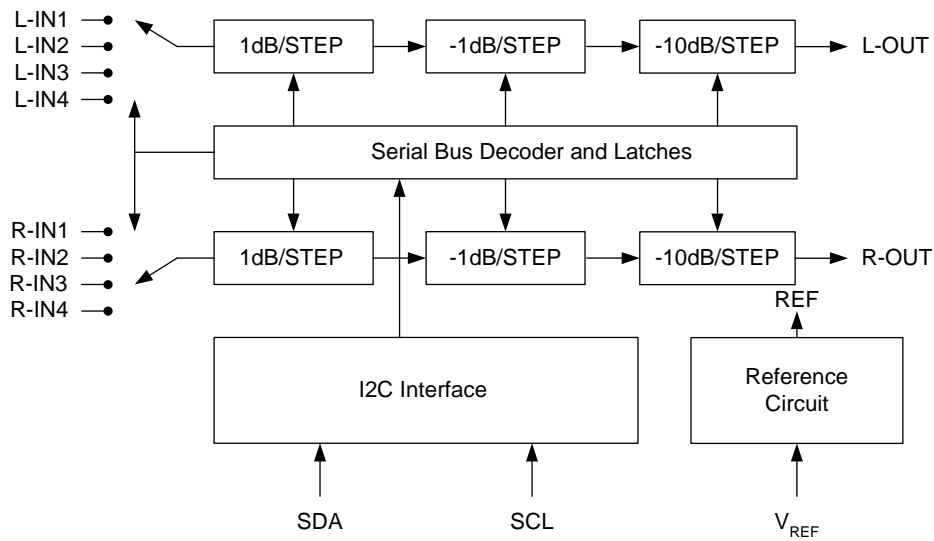 L-IN1
L-IN2
L-IN3
L-IN4
1dB/STEP
-1dB/STEP
-10dB/STEP
L-OUT
Serial Bus Decoder and Latches
R-IN1
R-IN2
R-IN3
R-IN4
1dB/STEP
-1dB/STEP
-10dB/STEP
R-OUT
REF
I2C Interface
Reference
Circuit
SDA
SCL
VREF